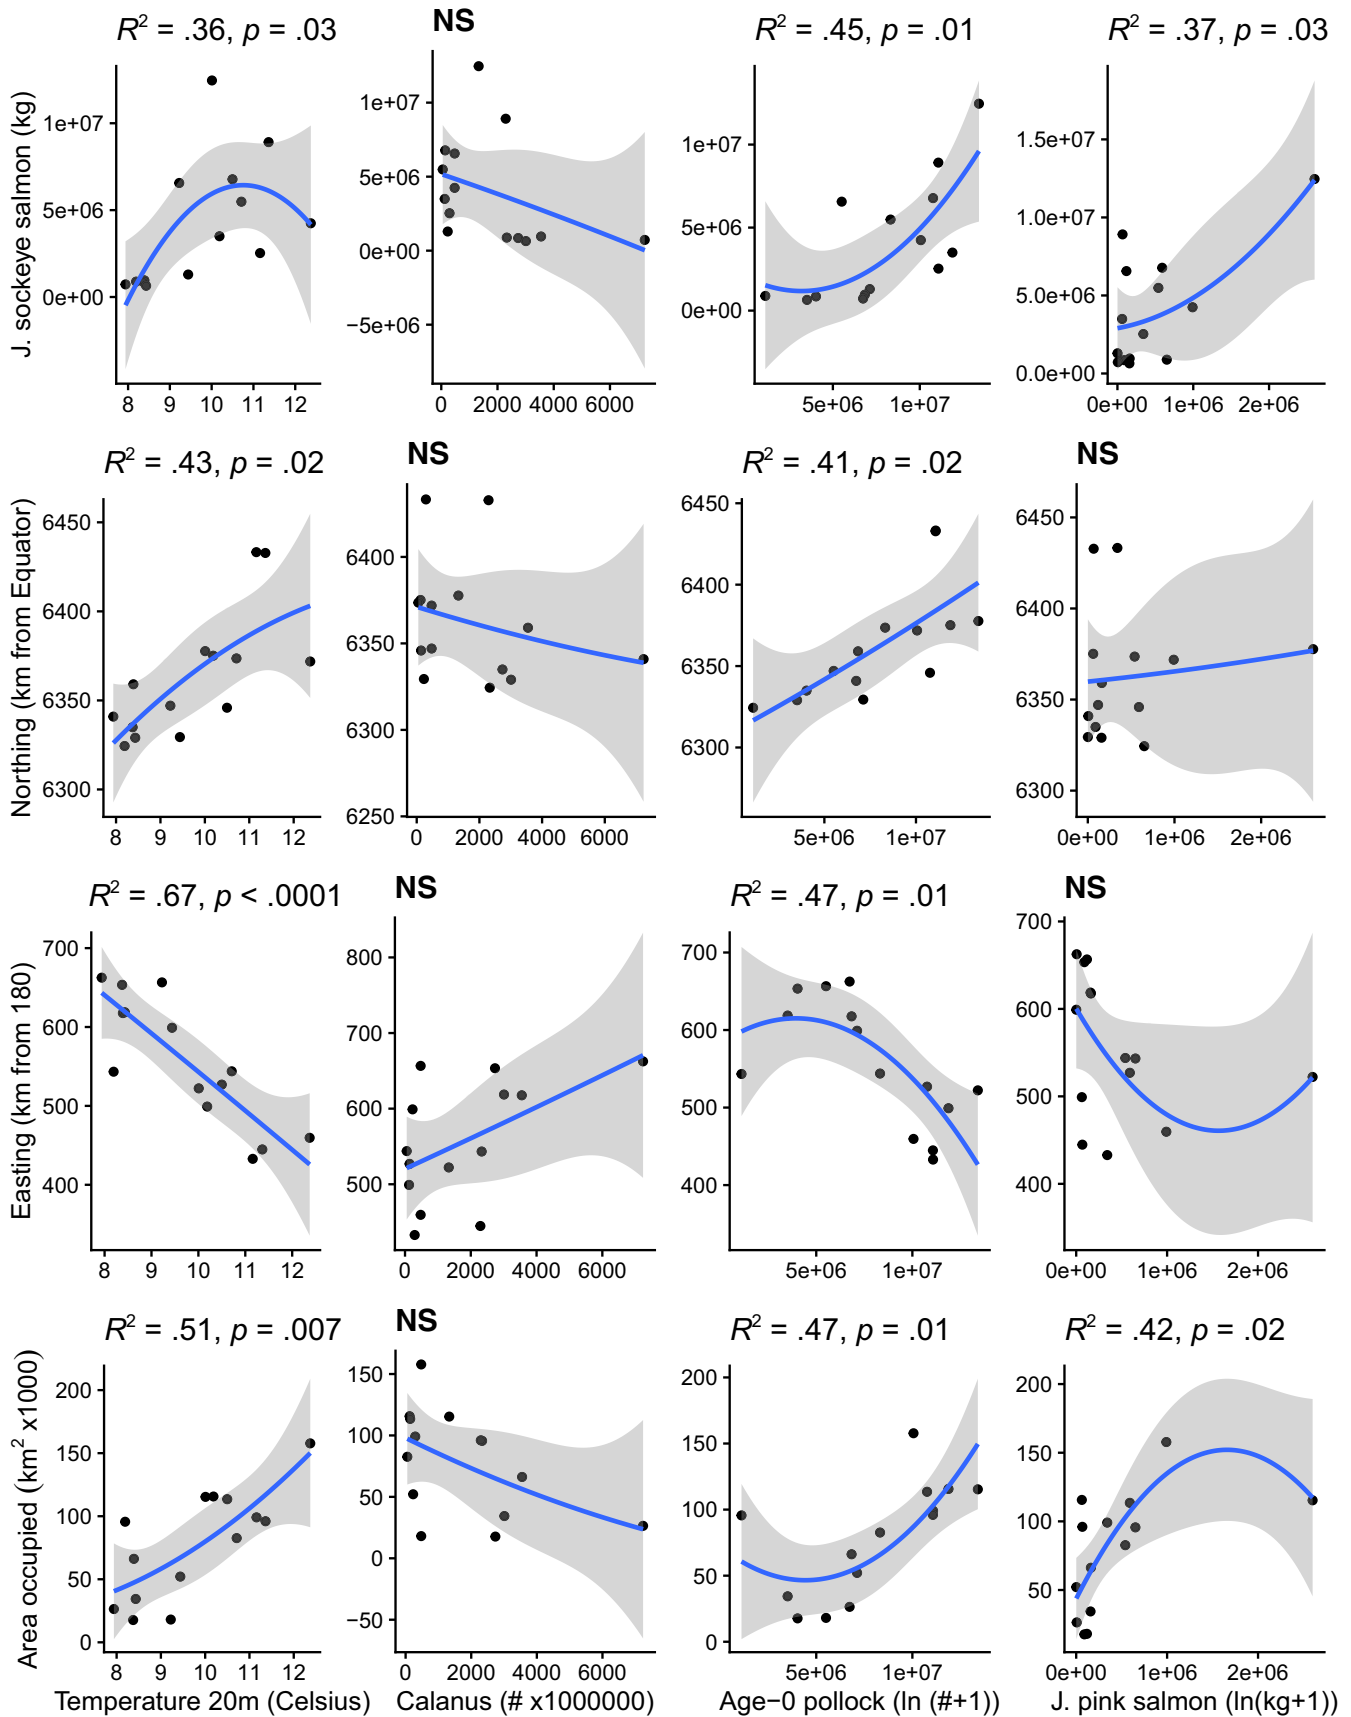 R² = .36, p = .03
NS
R² = .45, p = .01
R² = .37, p = .03
J. sockeye salmon (kg)
1e+07
5e+06
0e+00
8 9 10 11 12
1e+07
5e+06
0e+00
−5e+06
0 2000 4000 6000
1e+07
5e+06
0e+00
5e+06 1e+07
1.5e+07
1.0e+07
5.0e+06
0.0e+00
0e+00 1e+06 2e+06
R² = .43, p = .02
NS
R² = .41, p = .02
NS
Northing (km from Equator)
6450
6400
6350
6300
8 9 10 11 12
6400
6350
6300
6250
0 2000 4000 6000
6450
6400
6350
6300
5e+06 1e+07
6450
6400
6350
6300
0e+00 1e+06 2e+06
R² = .67, p < .0001
NS
R² = .47, p = .01
NS
Easting (km from 180)
700
600
500
400
8 9 10 11 12
800
700
600
500
0 2000 4000 6000
700
600
500
400
5e+06 1e+07
700
600
500
400
0e+00 1e+06 2e+06
R² = .51, p = .007
NS
R² = .47, p = .01
R² = .42, p = .02
Area occupied (km² x1000)
200
150
100
50
0
8 9 10 11 12
Temperature 20m (Celsius)
150
100
50
0
−50
0 2000 4000 6000
Calanus (# x1000000)
200
150
100
50
0
5e+06 1e+07
Age−0 pollock (ln (#+1))
200
150
100
50
0e+00 1e+06 2e+06
J. pink salmon (ln(kg+1))